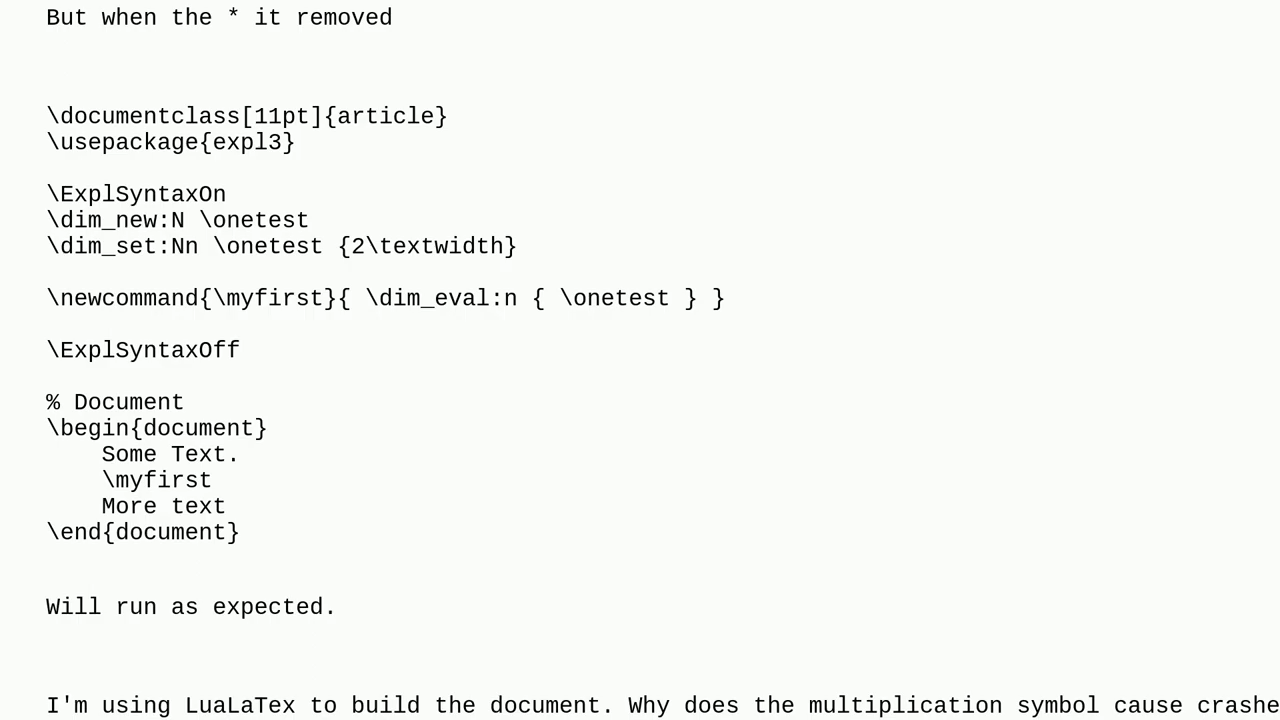 But when the * it removed
\documentclass[11pt]{article}
\usepackage{expl3}
\ExplSyntaxOn
\dim_new:N \onetest
\dim_set:Nn \onetest {2\textwidth}
\newcommand{\myfirst}{ \dim_eval:n { \onetest } }
\ExplSyntaxOff
% Document
\begin{document}
    Some Text.
    \myfirst
    More text
\end{document}
Will run as expected.
I'm using LuaLaTex to build the document. Why does the multiplication symbol cause crashe